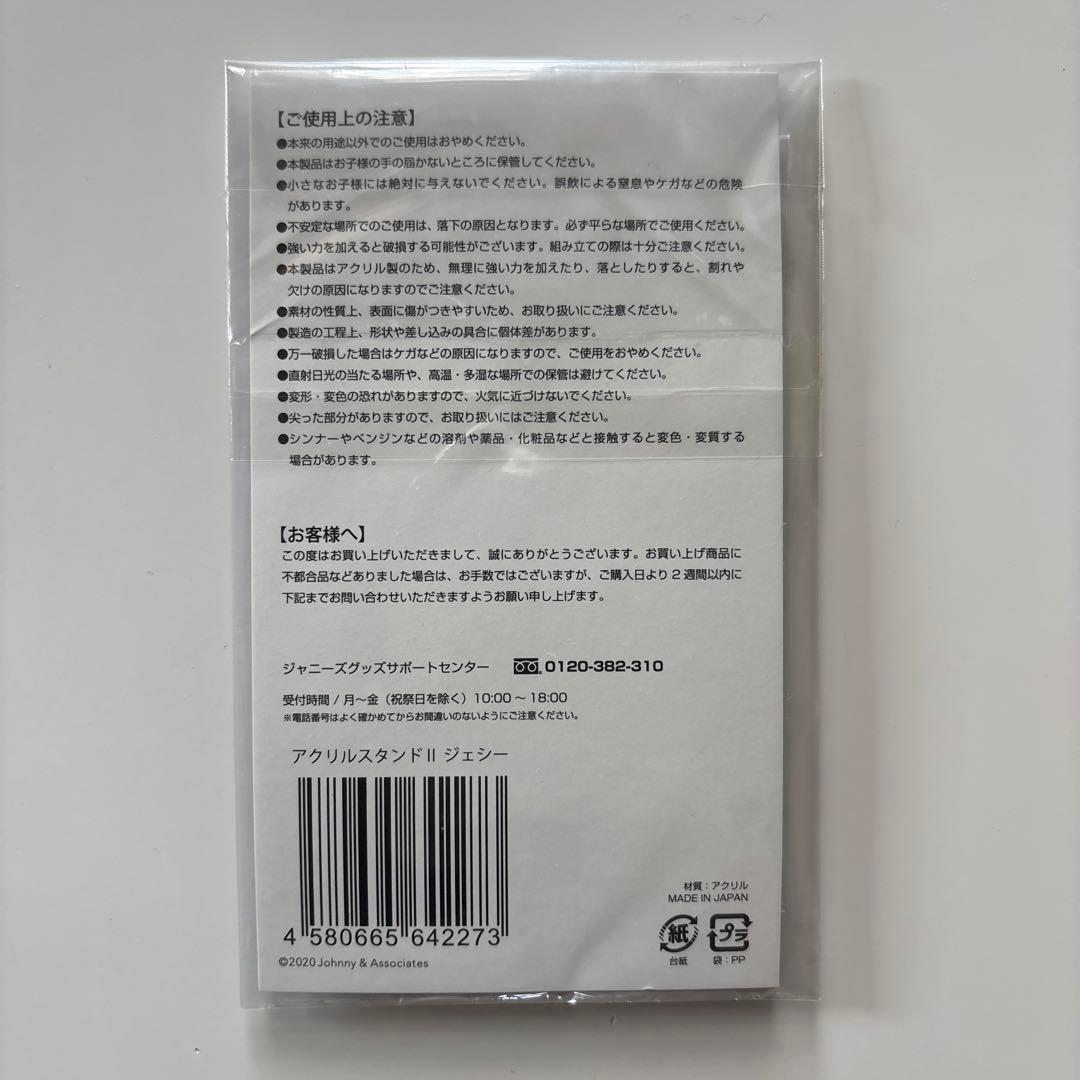 【ご使用上の注意】
●本来の用途以外でのご使用はおやめください。
●本製品はお子様の手の届かないところに保管してください。
●小さなお子様には絶対に与えないでください。誤飲による窒息やケガなどの危険
があります。
●不安定な場所でのご使用は、落下の原因となります。必ず平らな場所でご使用ください。
●強い力を加えると破損する可能性がございます。組み立ての際は十分ご注意ください。
●本製品はアクリル製のため、無理に強い力を加えたり、落としたりすると、割れや
欠けの原因になりますのでご注意ください。
●素材の性質上、表面に傷がつきやすいため、お取り扱いにご注意ください。
●製造の工程上、形状や差し込みの具合に個体差があります。
●万一破損した場合はケガなどの原因になりますので、ご使用をおやめください。
●直射日光の当たる場所や、高温・多湿な場所での保管は避けてください。
●変形・変色の恐れがありますので、火気に近づけないでください。
●尖った部分がありますので、お取り扱いにはご注意ください。
●シンナーやベンジンなどの溶剤や薬品・化粧品などと接触すると変色・変質する
場合があります。
【お客様へ】
この度はお買い上げいただきまして、誠にありがとうございます。お買い上げ商品に
不都合品などありました場合は、お手数ではございますが、ご購入日より2週間以内に
下記までお問い合わせいただきますようお願い申し上げます。
ジャニーズグッズサポートセンター 0120-382-310
受付時間 / 月〜金（祝祭日を除く）10:00 〜 18:00
※電話番号はよく確かめてからお間違いのないようにご注意ください。
アクリルスタンドII ジェシー
4 580665 642273
©2020 Johnny & Associates
材質：アクリル
MADE IN JAPAN
紙 プラ
台紙 袋：PP